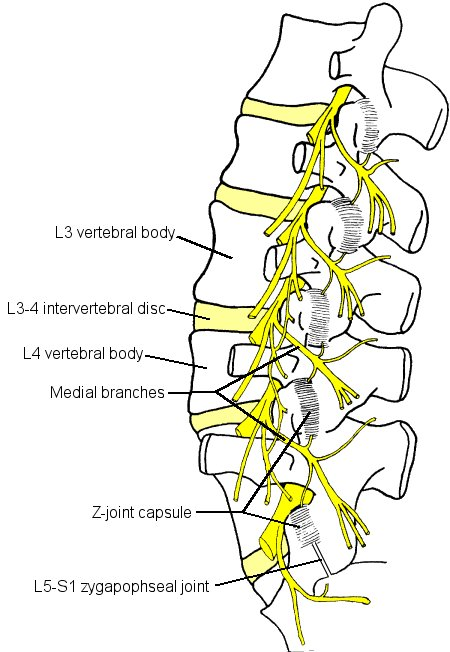 L3 vertebral body
L3-4 intervertebral disc
L4 vertebral body
Medial branches
Z-joint capsule
L5-S1 zygapophseal joint